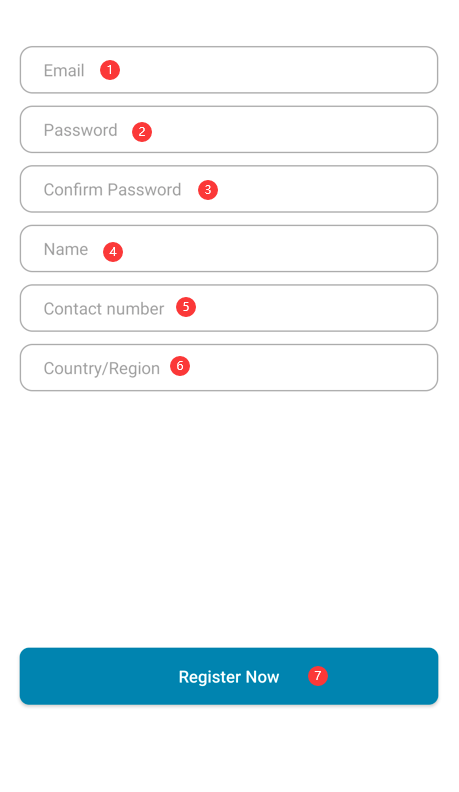 Email 1
Password 2
Confirm Password 3
Name 4
Contact number 5
Country/Region 6
Register Now 7